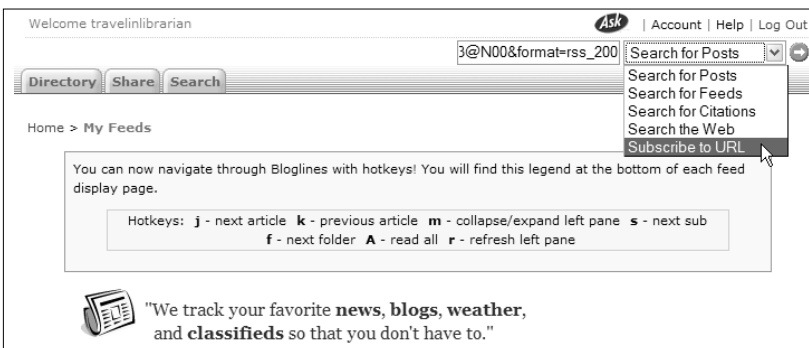 Welcome travelinlibrarian
Ask | Account | Help | Log Out
3@N00&format=rss_200 Search for Posts
Search for Posts
Search for Feeds
Search for Citations
Search the Web
Subscribe to URL
Directory Share Search
Home > My Feeds
You can now navigate through Bloglines with hotkeys! You will find this legend at the bottom of each feed
display page.
Hotkeys: j - next article k - previous article m - collapse/expand left pane s - next sub
f - next folder A - read all r - refresh left pane
"We track your favorite news, blogs, weather,
and classifieds so that you don't have to."